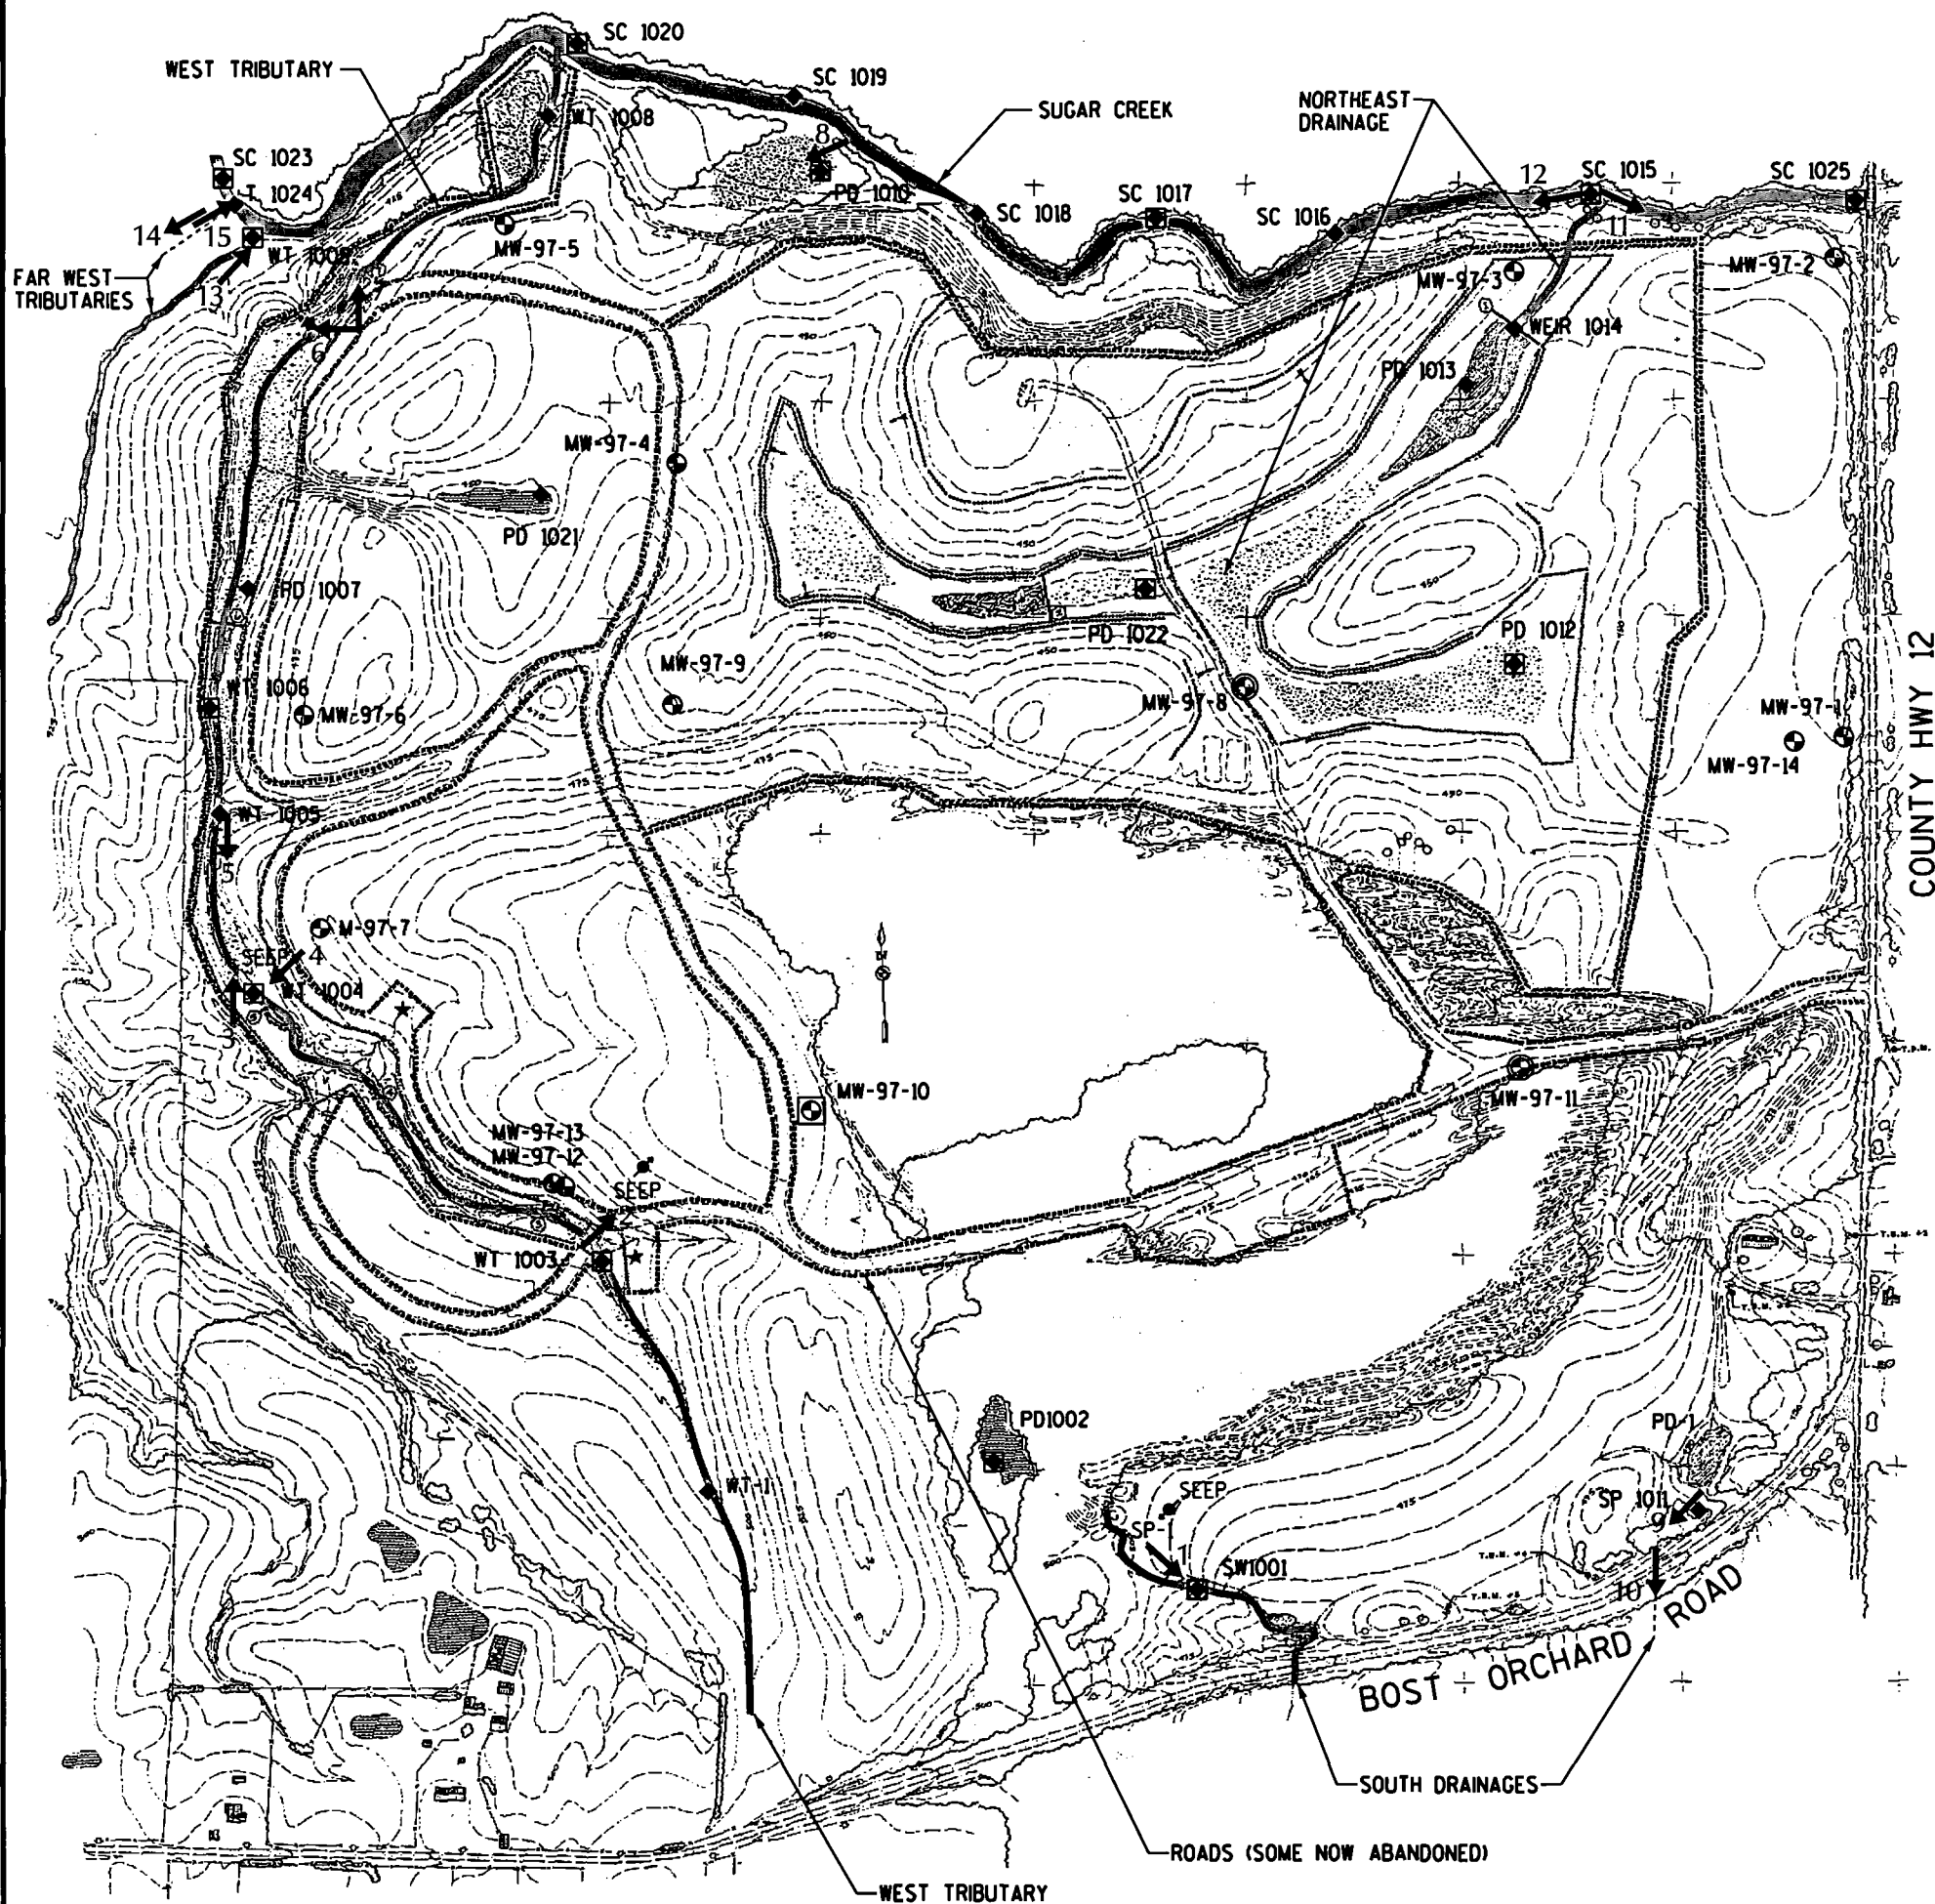 SC 1020
WEST TRIBUTARY
SC 1019
WT 1008
SUGAR CREEK
NORTHEAST
DRAINAGE
8
SC 1023
T 1024
PD 1010
SC 1018
SC 1017
SC 1016
12
SC 1015
SC 1025
11
14
15
WT 1009
13
FAR WEST
TRIBUTARIES
MW-97-5
MW-97-3
MW-97-2
6
WEIR 1014
PD 1013
MW-97-4
PD 1021
PD 1007
PD 1022
PD 1012
MW-97-9
WT 1006
MW-97-6
MW-97-8
MW-97-1
MW-97-14
COUNTY HWY 12
WT 1005
5
M-97-7
SEEP
4
WT 1004
3
MW-97-10
MW-97-11
MW-97-13
MW-97-12
SEEP
2
WT 1003
PD1002
PD-1
WT-1
SEEP
SP 1011
9
SP-1
1
SW1001
10
BOST ORCHARD ROAD
SOUTH DRAINAGES
ROADS (SOME NOW ABANDONED)
WEST TRIBUTARY
450
475
500